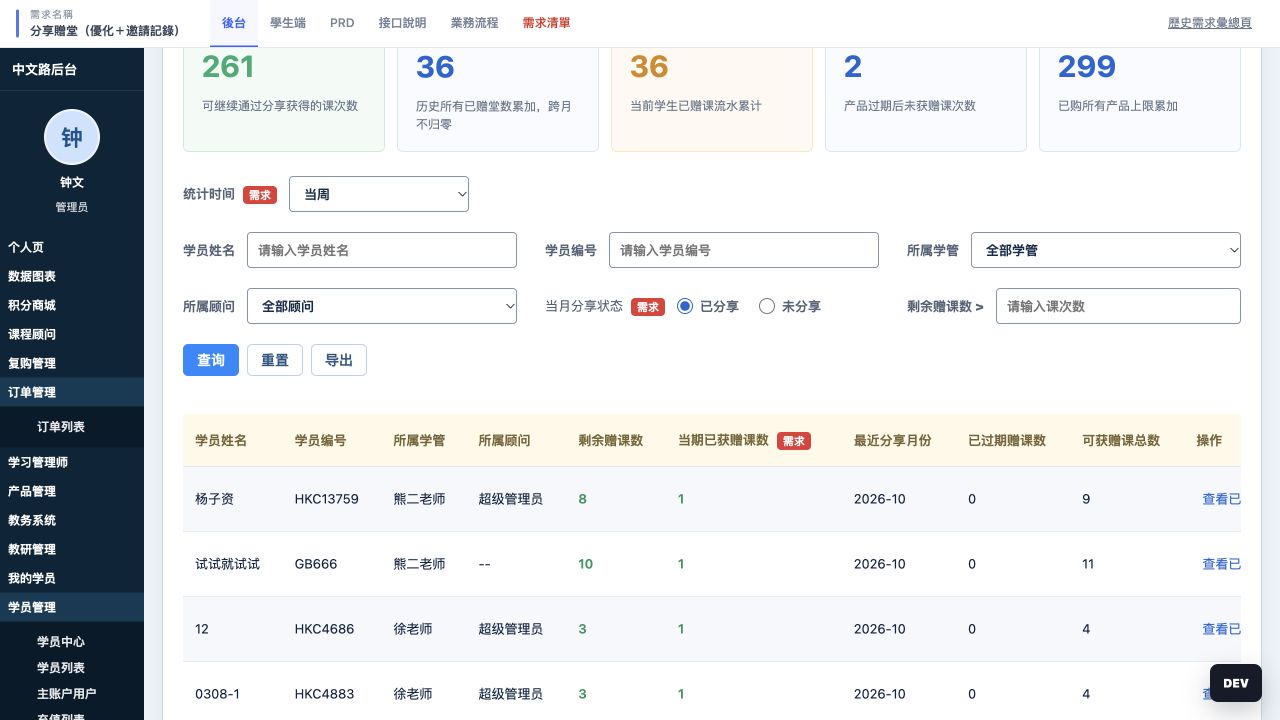 需求名稱
分享贈堂（優化＋邀請記錄）
後台
學生端
PRD
接口說明
業務流程
需求清單
歷史需求彙總頁
中文路后台
钟
钟文
管理员
个人页
数据图表
积分商城
课程顾问
复购管理
订单管理
订单列表
学习管理师
产品管理
教务系统
教研管理
我的学员
学员管理
学员中心
学员列表
主账户用户
充值列表
261
可继续通过分享获得的课次数
36
历史所有已赠堂数累加，跨月
不归零
36
当前学生已赠课流水累计
2
产品过期后未获赠课次数
299
已购所有产品上限累加
统计时间 需求 当周
学员姓名 请输入学员姓名 学员编号 请输入学员编号 所属学管 全部学管
所属顾问 全部顾问 当月分享状态 需求 已分享 未分享 剩余赠课数 > 请输入课次数
查询 重置 导出
学员姓名 学员编号 所属学管 所属顾问 剩余赠课数 当期已获赠课数 需求 最近分享月份 已过期赠课数 可获赠课总数 操作
杨子资 HKC13759 熊二老师 超级管理员 8 1 2026-10 0 9 查看已
试试就试试 GB666 熊二老师 -- 10 1 2026-10 0 11 查看已
12 HKC4686 徐老师 超级管理员 3 1 2026-10 0 4 查看已
0308-1 HKC4883 徐老师 超级管理员 3 1 2026-10 0 4
DEV